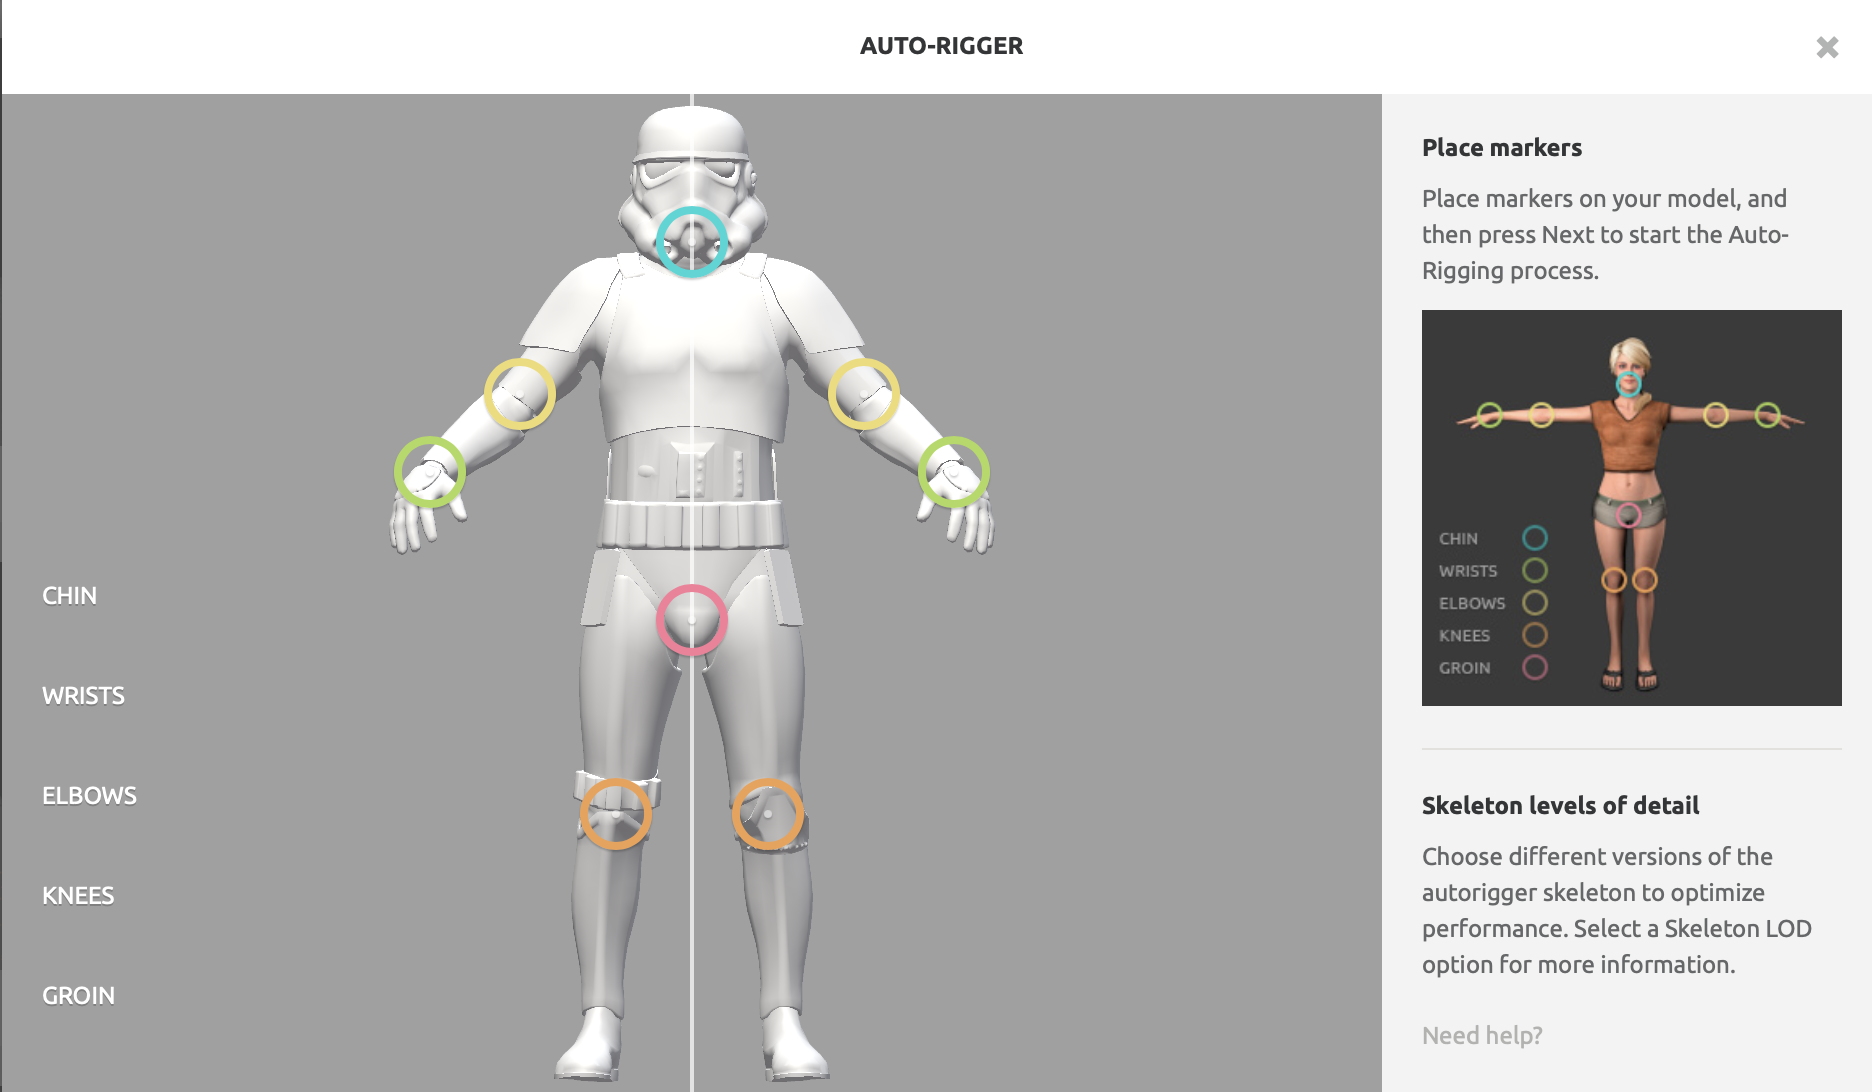 AUTO-RIGGER
CHIN
WRISTS
ELBOWS
KNEES
GROIN
Place markers
Place markers on your model, and
then press Next to start the Auto-
Rigging process.
CHIN
WRISTS
ELBOWS
KNEES
GROIN
Skeleton levels of detail
Choose different versions of the
autorigger skeleton to optimize
performance. Select a Skeleton LOD
option for more information.
Need help?